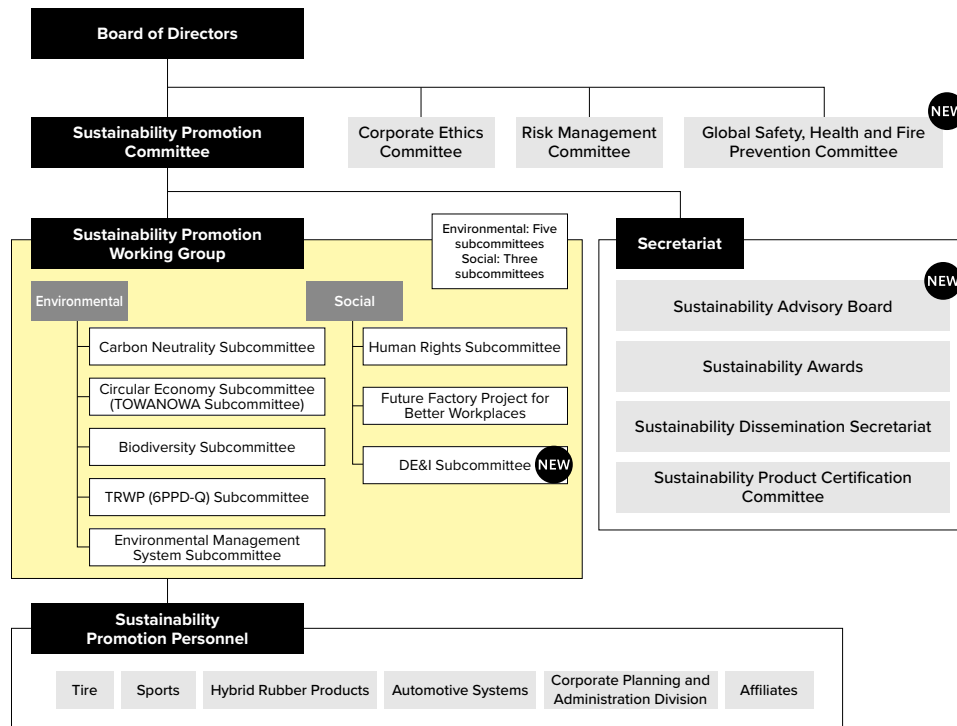 Board of Directors
Sustainability Promotion
Committee
Corporate Ethics
Committee
Risk Management
Committee
Global Safety, Health and Fire
Prevention Committee
NEW
Sustainability Promotion
Working Group
Environmental: Five
subcommittees
Social: Three
subcommittees
Environmental
Carbon Neutrality Subcommittee
Circular Economy Subcommittee
(TOWANOWA Subcommittee)
Biodiversity Subcommittee
TRWP (6PPD-Q) Subcommittee
Environmental Management
System Subcommittee
Social
Human Rights Subcommittee
Future Factory Project for
Better Workplaces
DE&I Subcommittee
NEW
Secretariat
NEW
Sustainability Advisory Board
Sustainability Awards
Sustainability Dissemination Secretariat
Sustainability Product Certification
Committee
Sustainability
Promotion Personnel
Tire
Sports
Hybrid Rubber Products
Automotive Systems
Corporate Planning and
Administration Division
Affiliates